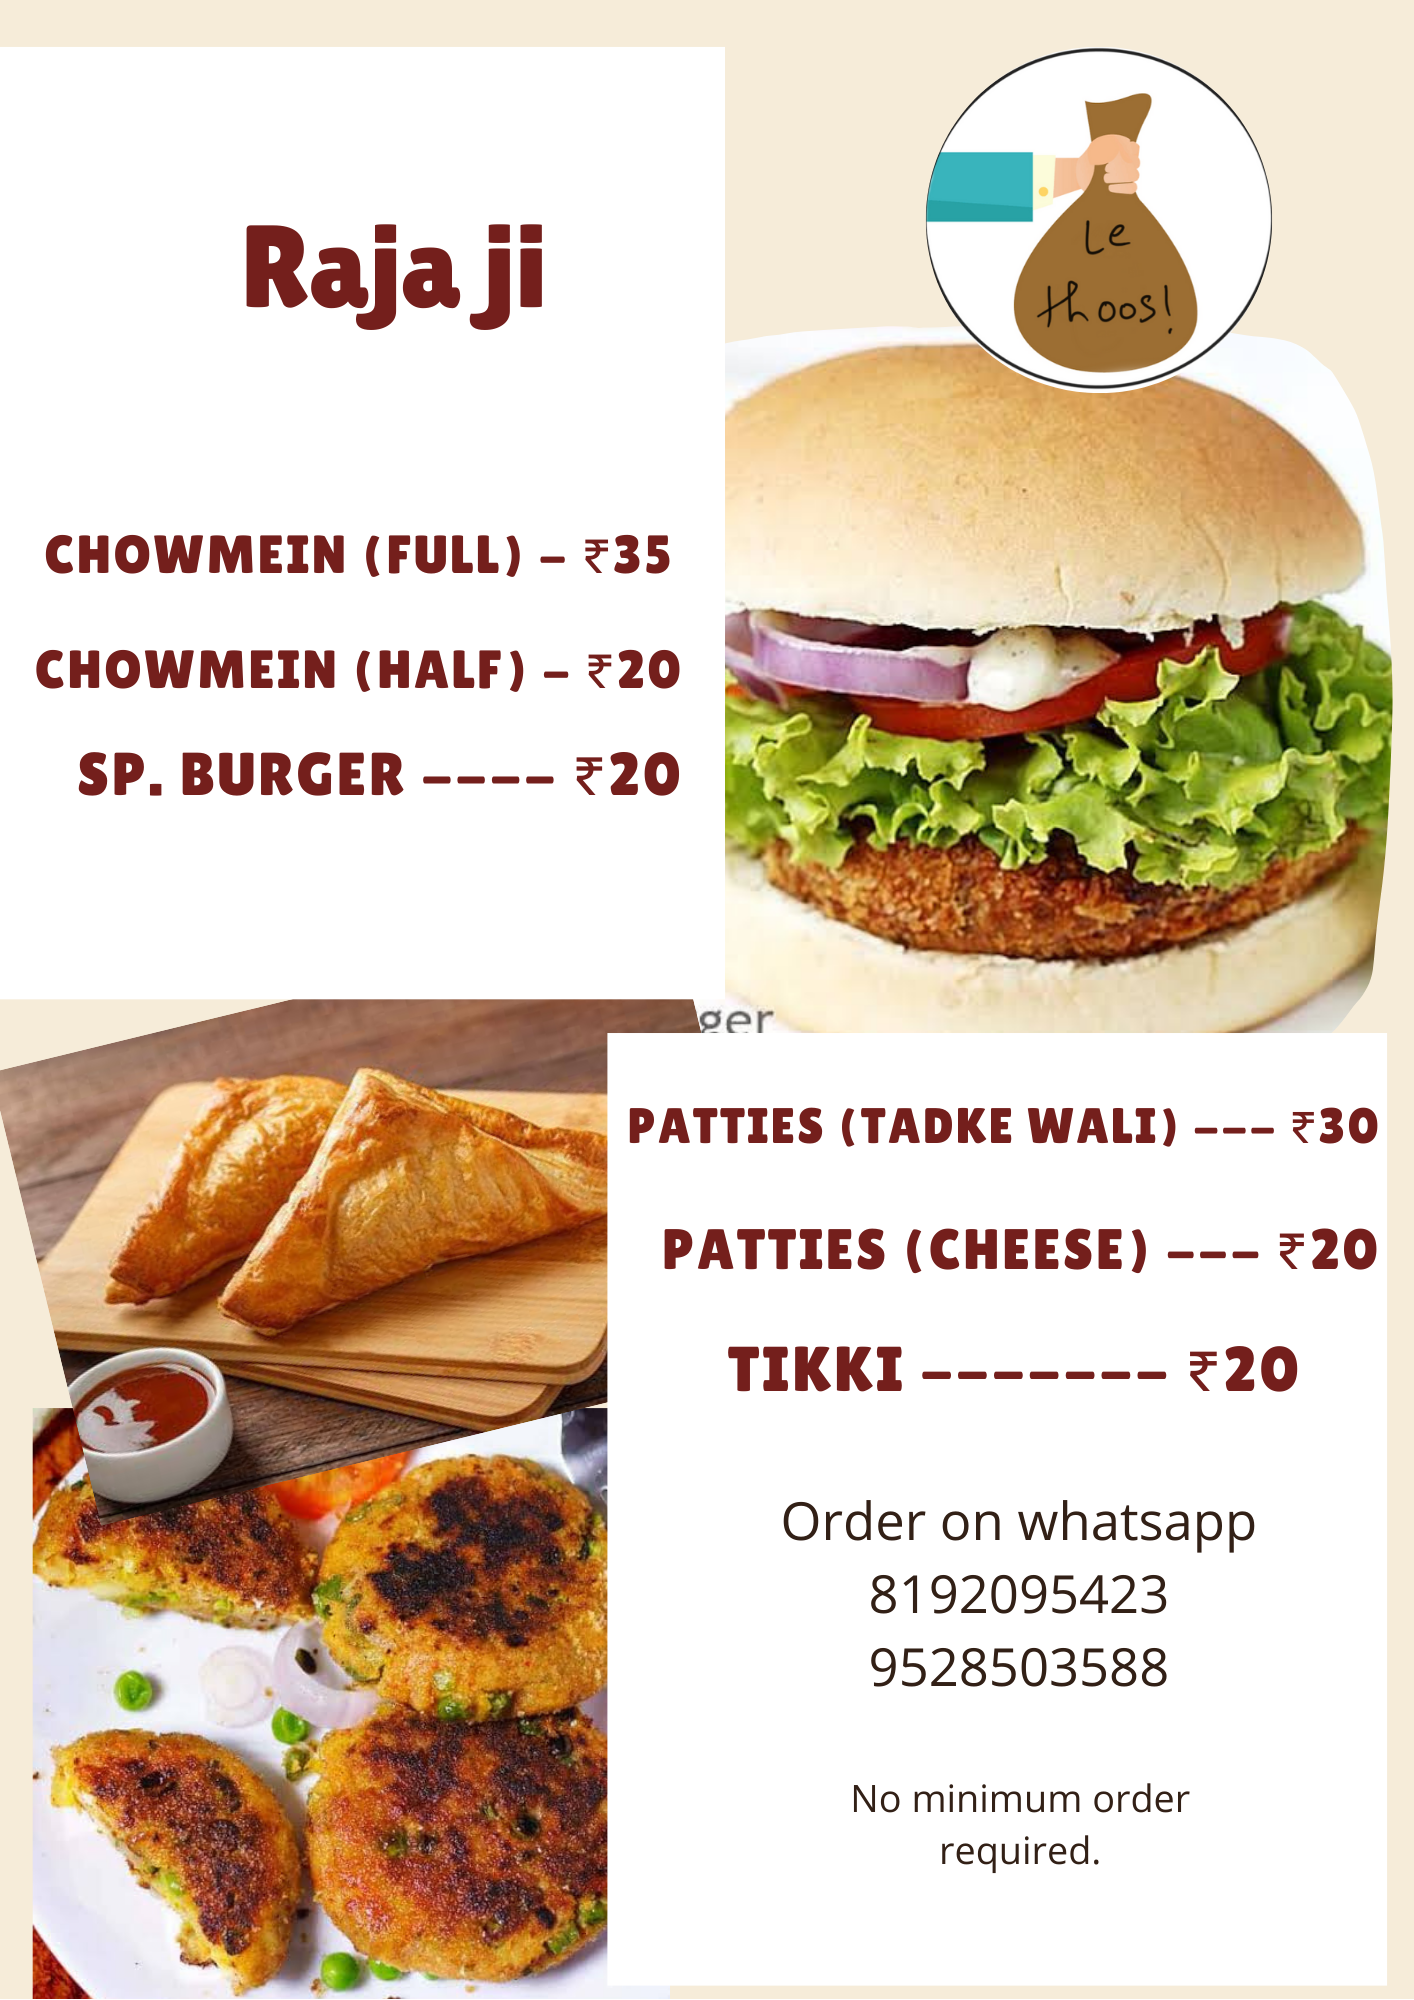 Raja ji
Le
thoos!
CHOWMEIN (FULL) - ₹35
CHOWMEIN (HALF) - ₹20
SP. BURGER ---- ₹20
ger
PATTIES (TADKE WALI) --- ₹30
PATTIES (CHEESE) --- ₹20
TIKKI ------- ₹20
Order on whatsapp
8192095423
9528503588
No minimum order
required.